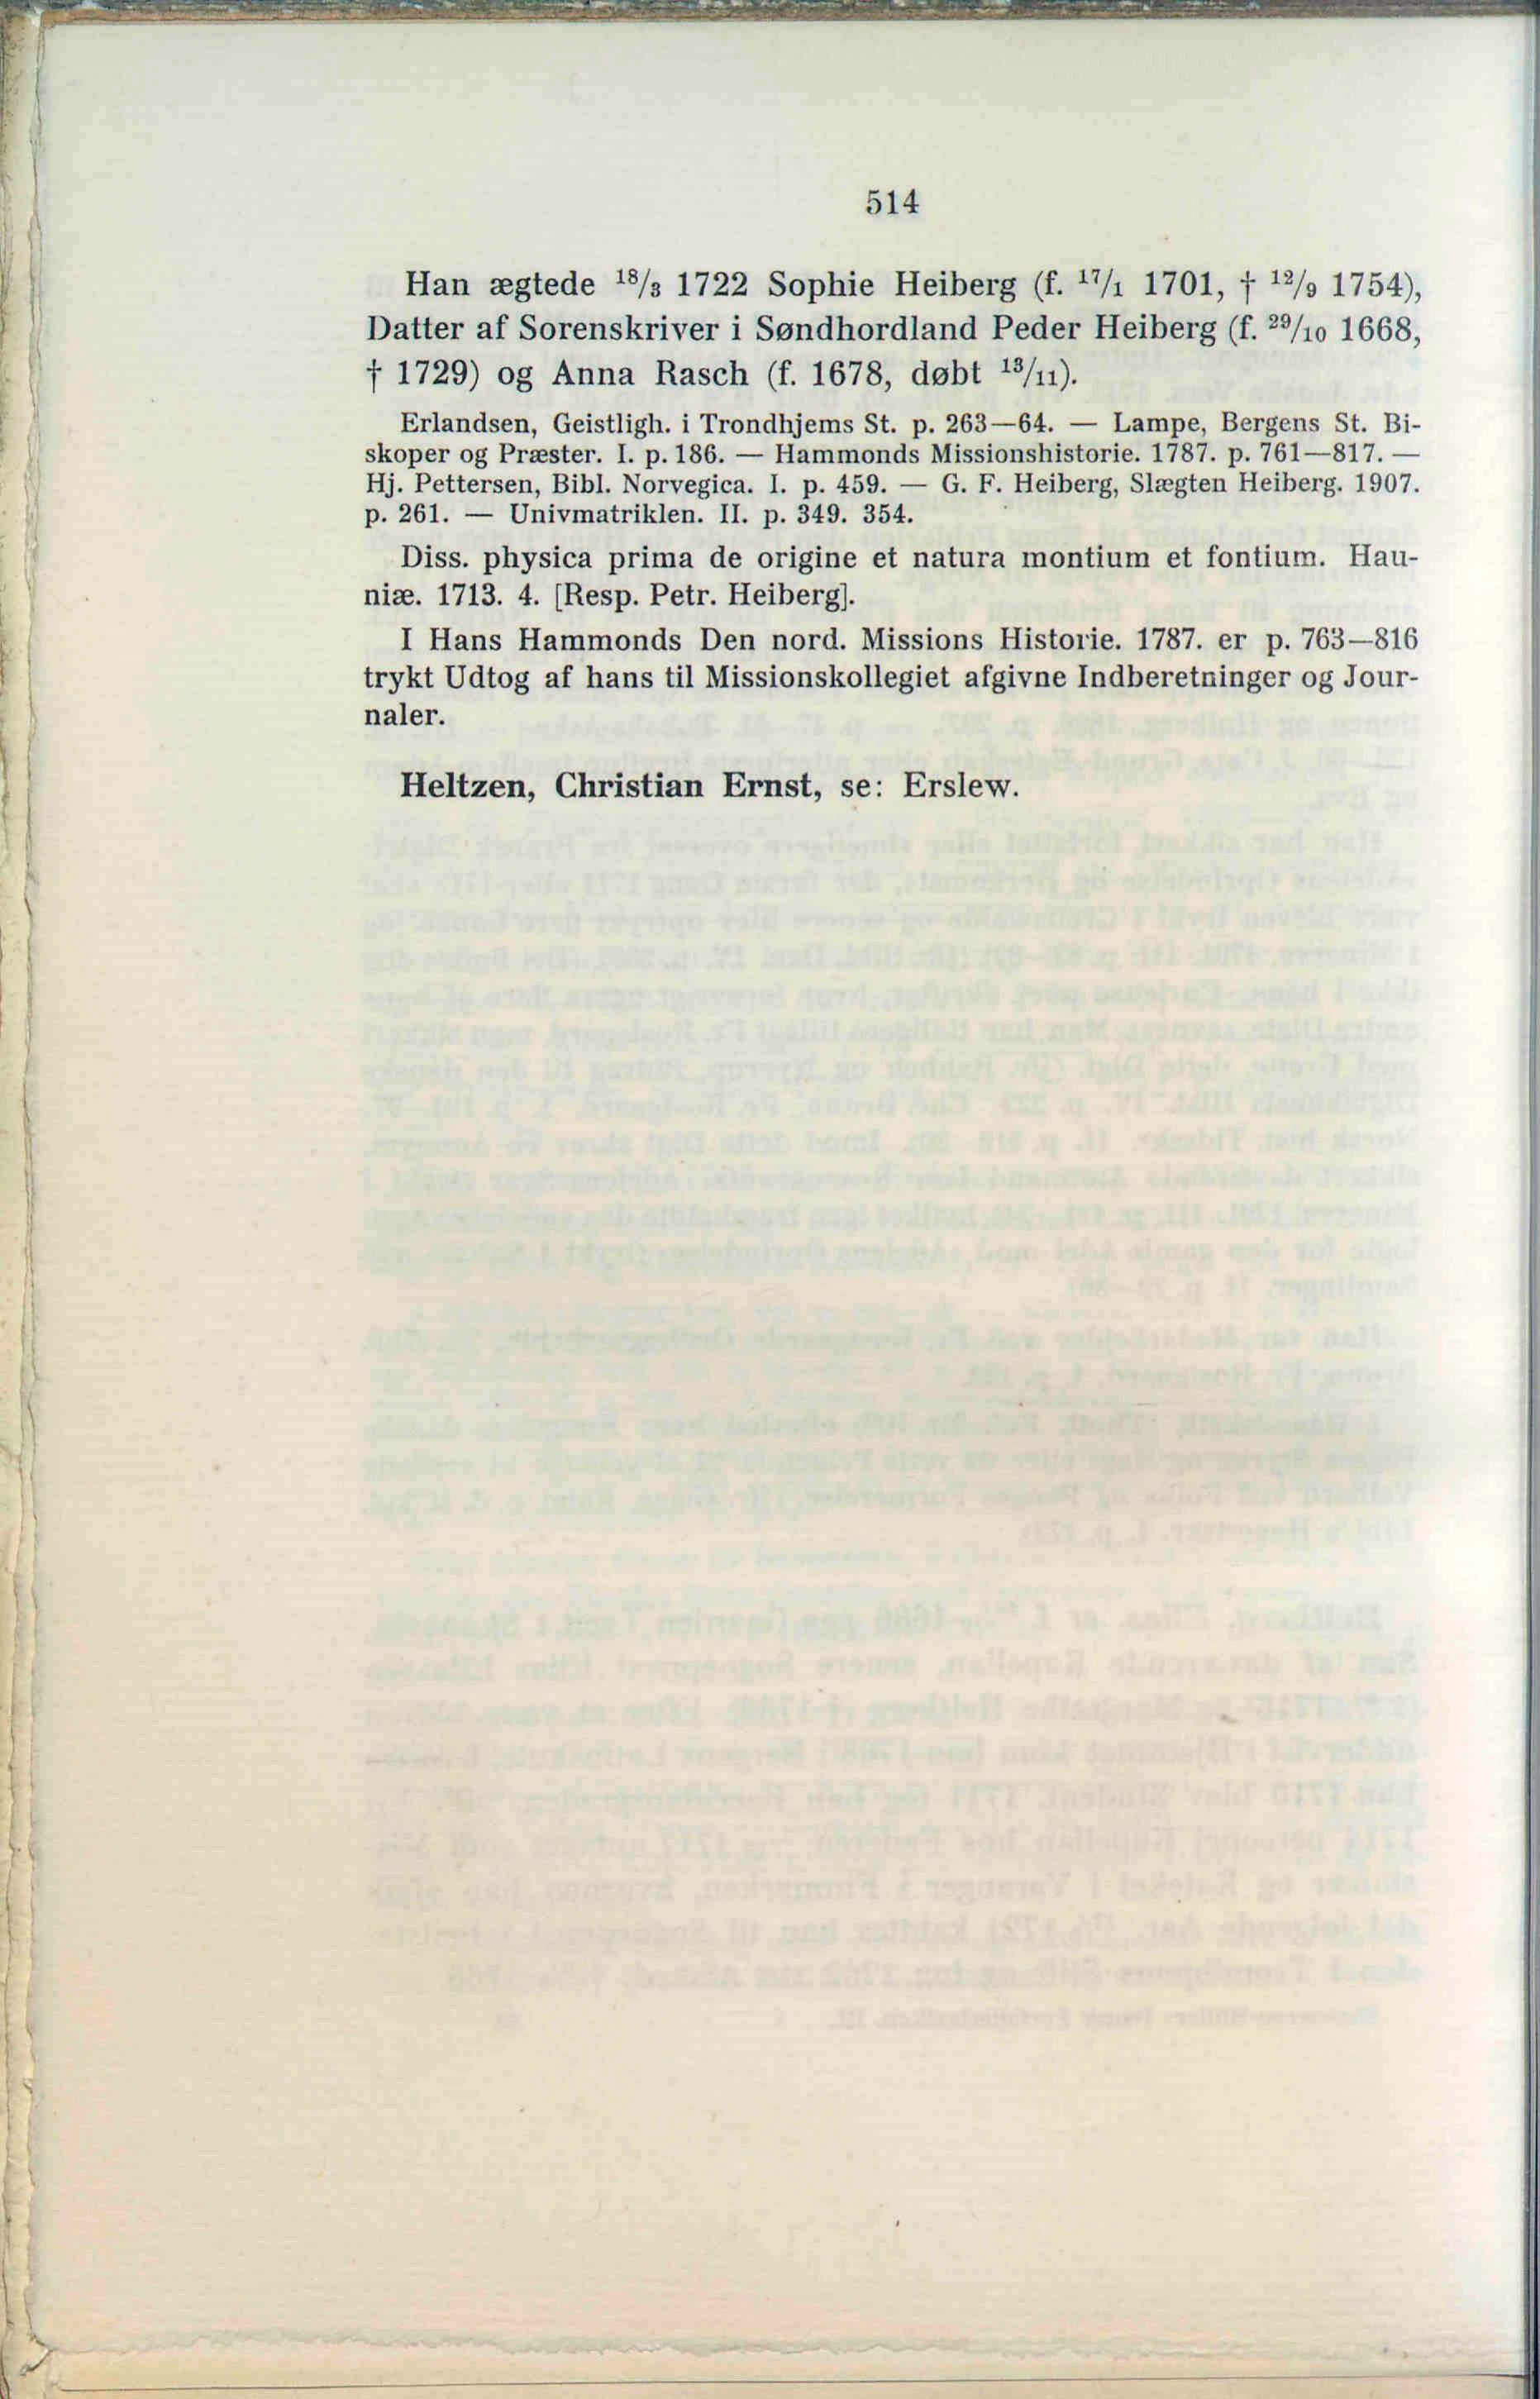 514
Han ægtede 18/3 1722 Sophie Heiberg (f. 17/1 1701, † 12/9 1754),
Datter af Sorenskriver i Søndhordland Peder Heiberg (f. 29/10 1668,
† 1729) og Anna Rasch (f. 1678, døbt 13/11).
Erlandsen, Geistligh. i Trondhjems St. p. 263—64. — Lampe, Bergens St. Bi-
skoper og Præster. I. p. 186. — Hammonds Missionshistorie. 1787. p. 761—817. —
Hj. Pettersen, Bibl. Norvegica. I. p. 459. — G. F. Heiberg, Slægten Heiberg. 1907.
p. 261. — Univmatriklen. II. p. 349. 354.
Diss. physica prima de origine et natura montium et fontium. Hau-
niæ. 1713. 4. [Resp. Petr. Heiberg].
I Hans Hammonds Den nord. Missions Historie. 1787. er p. 763—816
trykt Udtog af hans til Missionskollegiet afgivne Indberetninger og Jour-
naler.
Heltzen, Christian Ernst, se: Erslew.